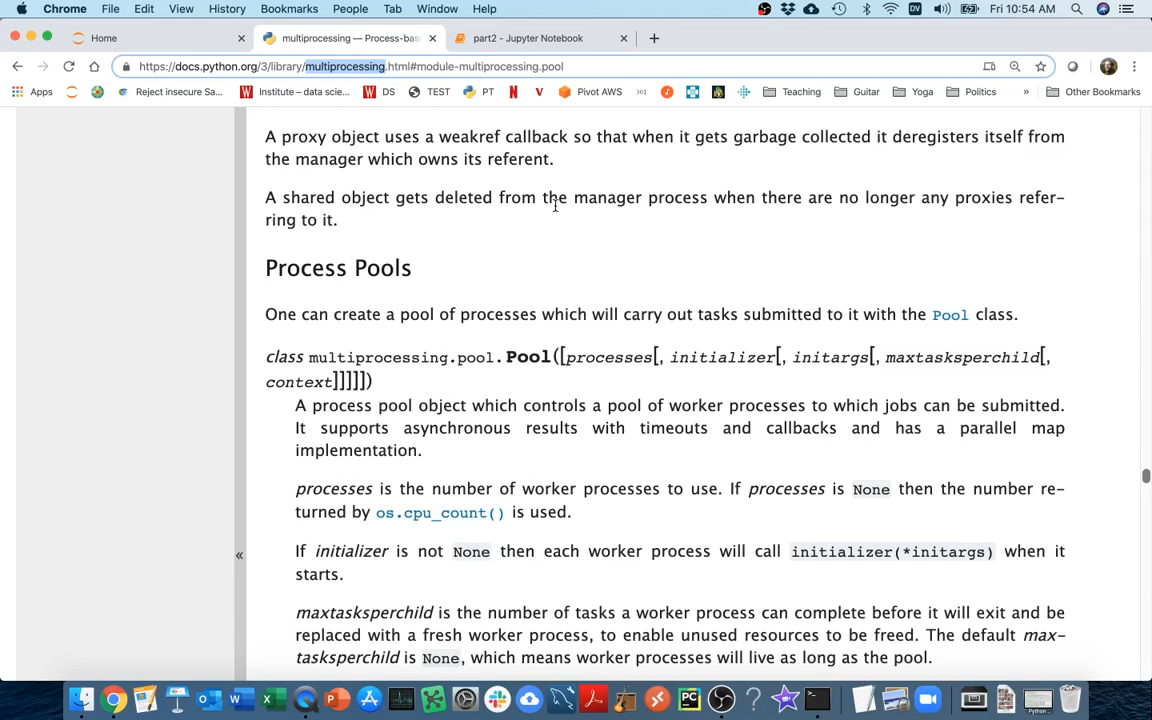 Chrome File Edit View History Bookmarks People Tab Window Help Fri 10:54 AM
Home multiprocessing — Process-bas part2 - Jupyter Notebook
https://docs.python.org/3/library/multiprocessing.html#module-multiprocessing.pool
Apps Reject insecure Sa... Institute – data scie... DS TEST PT Pivot AWS 301 Teaching Guitar Yoga Politics » Other Bookmarks
A proxy object uses a weakref callback so that when it gets garbage collected it deregisters itself from
the manager which owns its referent.
A shared object gets deleted from the manager process when there are no longer any proxies refer-
ring to it.
Process Pools
One can create a pool of processes which will carry out tasks submitted to it with the Pool class.
class multiprocessing.pool.Pool([processes[, initializer[, initargs[, maxtasksperchild[,
context]]]]])
A process pool object which controls a pool of worker processes to which jobs can be submitted.
It supports asynchronous results with timeouts and callbacks and has a parallel map
implementation.
processes is the number of worker processes to use. If processes is None then the number re-
turned by os.cpu_count() is used.
«
If initializer is not None then each worker process will call initializer(*initargs) when it
starts.
maxtasksperchild is the number of tasks a worker process can complete before it will exit and be
replaced with a fresh worker process, to enable unused resources to be freed. The default max-
tasksperchild is None, which means worker processes will live as long as the pool.